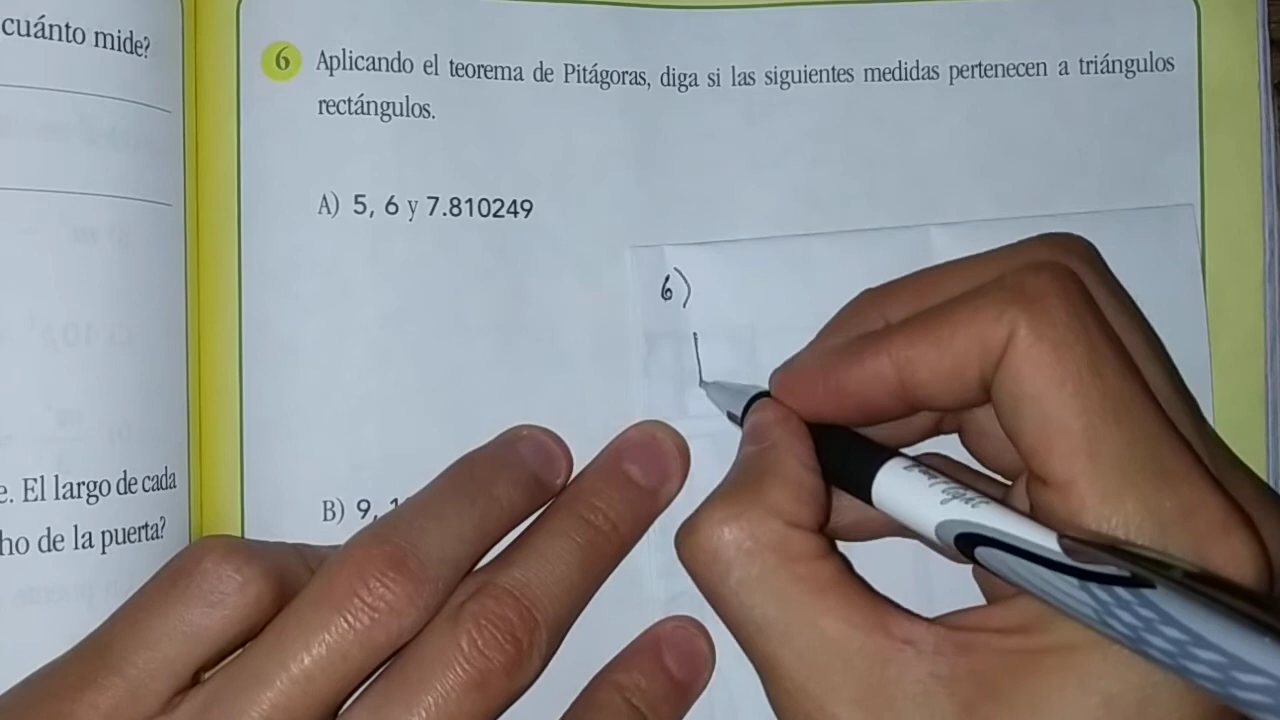 cuánto mide?
6 Aplicando el teorema de Pitágoras, diga si las siguientes medidas pertenecen a triángulos
rectángulos.
A) 5, 6 y 7.810249
6)
B) 9,
e. El largo de cada
ho de la puerta?